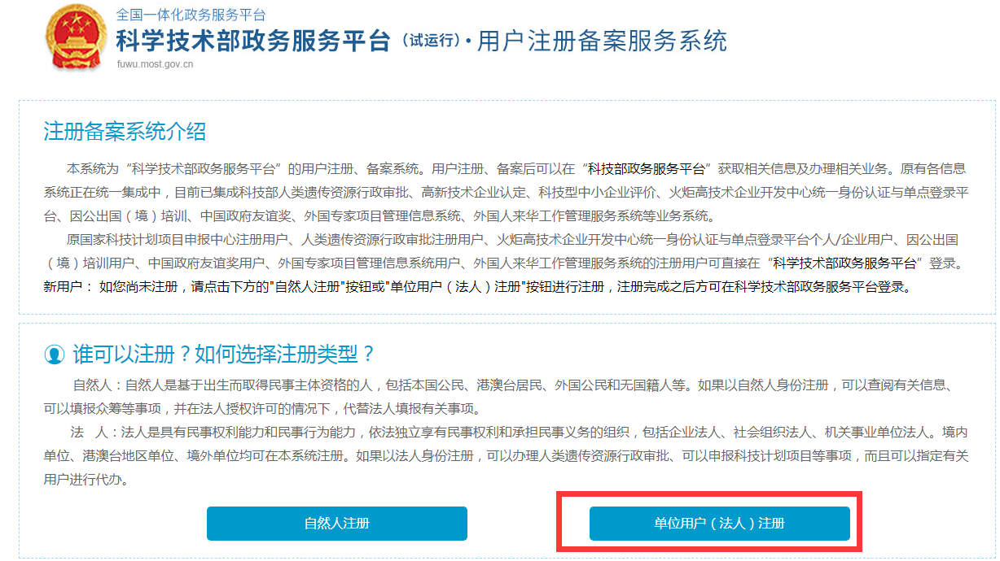 全国一体化政务服务平台
科学技术部政务服务平台（试运行）·用户注册备案服务系统
fuwu.most.gov.cn
注册备案系统介绍
本系统为“科学技术部政务服务平台”的用户注册、备案系统。用户注册、备案后可以在“科技部政务服务平台”获取相关信息及办理相关业务。原有各信息
系统正在统一集成中，目前已集成科技部人类遗传资源行政审批、高新技术企业认定、科技型中小企业评价、火炬高技术企业开发中心统一身份认证与单点登录平
台、因公出国（境）培训、中国政府友谊奖、外国专家项目管理信息系统、外国人来华工作管理服务系统等业务系统。
原国家科技计划项目申报中心注册用户、人类遗传资源行政审批注册用户、火炬高技术企业开发中心统一身份认证与单点登录平台个人/企业用户、因公出国
（境）培训用户、中国政府友谊奖用户、外国专家项目管理信息系统用户、外国人来华工作管理服务系统的注册用户可直接在“科学技术部政务服务平台”登录。
新用户： 如您尚未注册，请点击下方的"自然人注册"按钮或"单位用户（法人）注册"按钮进行注册，注册完成之后方可在科学技术部政务服务平台登录。
谁可以注册？如何选择注册类型？
自然人：自然人是基于出生而取得民事主体资格的人，包括本国公民、港澳台居民、外国公民和无国籍人等。如果以自然人身份注册，可以查阅有关信息、
可以填报众筹等事项，并在法人授权许可的情况下，代替法人填报有关事项。
法　人：法人是具有民事权利能力和民事行为能力，依法独立享有民事权利和承担民事义务的组织，包括企业法人、社会组织法人、机关事业单位法人。境内
单位、港澳台地区单位、境外单位均可在本系统注册。如果以法人身份注册，可以办理人类遗传资源行政审批、可以申报科技计划项目等事项，而且可以指定有关
用户进行代办。
自然人注册
单位用户（法人）注册